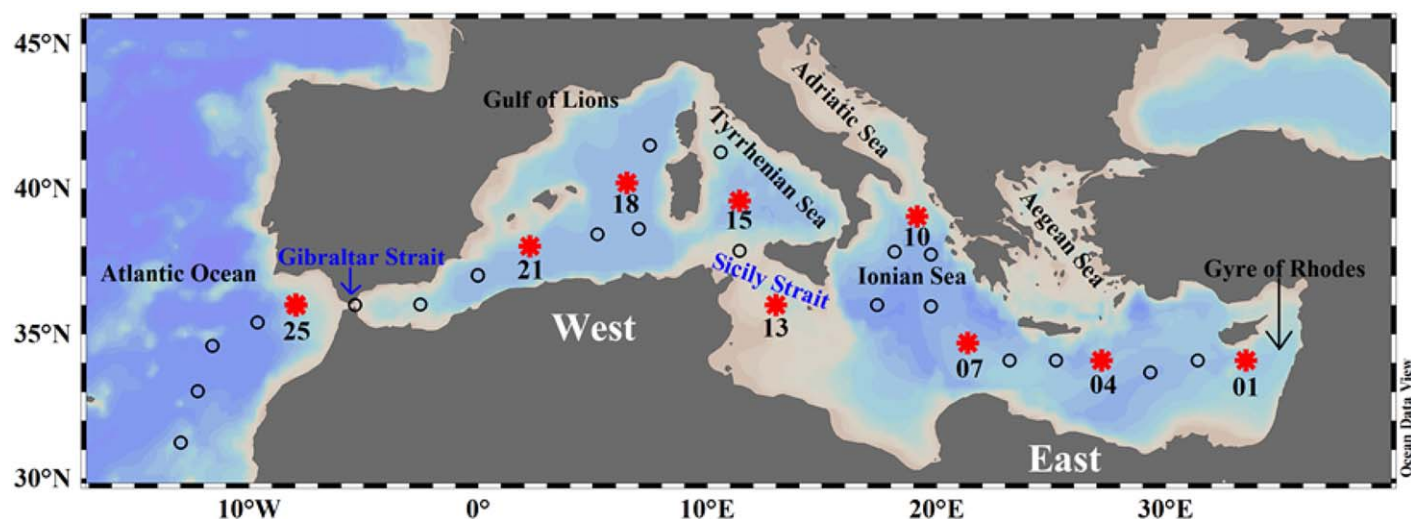 45°N
40°N
35°N
30°N
Gulf of Lions
Adriatic Sea
Tyrrhenian Sea
Aegean Sea
18
15
10
21
Gibraltar Strait
Atlantic Ocean
Sicily Strait
Ionian Sea
Gyre of Rhodes
25
West
13
07
04
01
East
10°W
0°
10°E
20°E
30°E
Ocean Data View